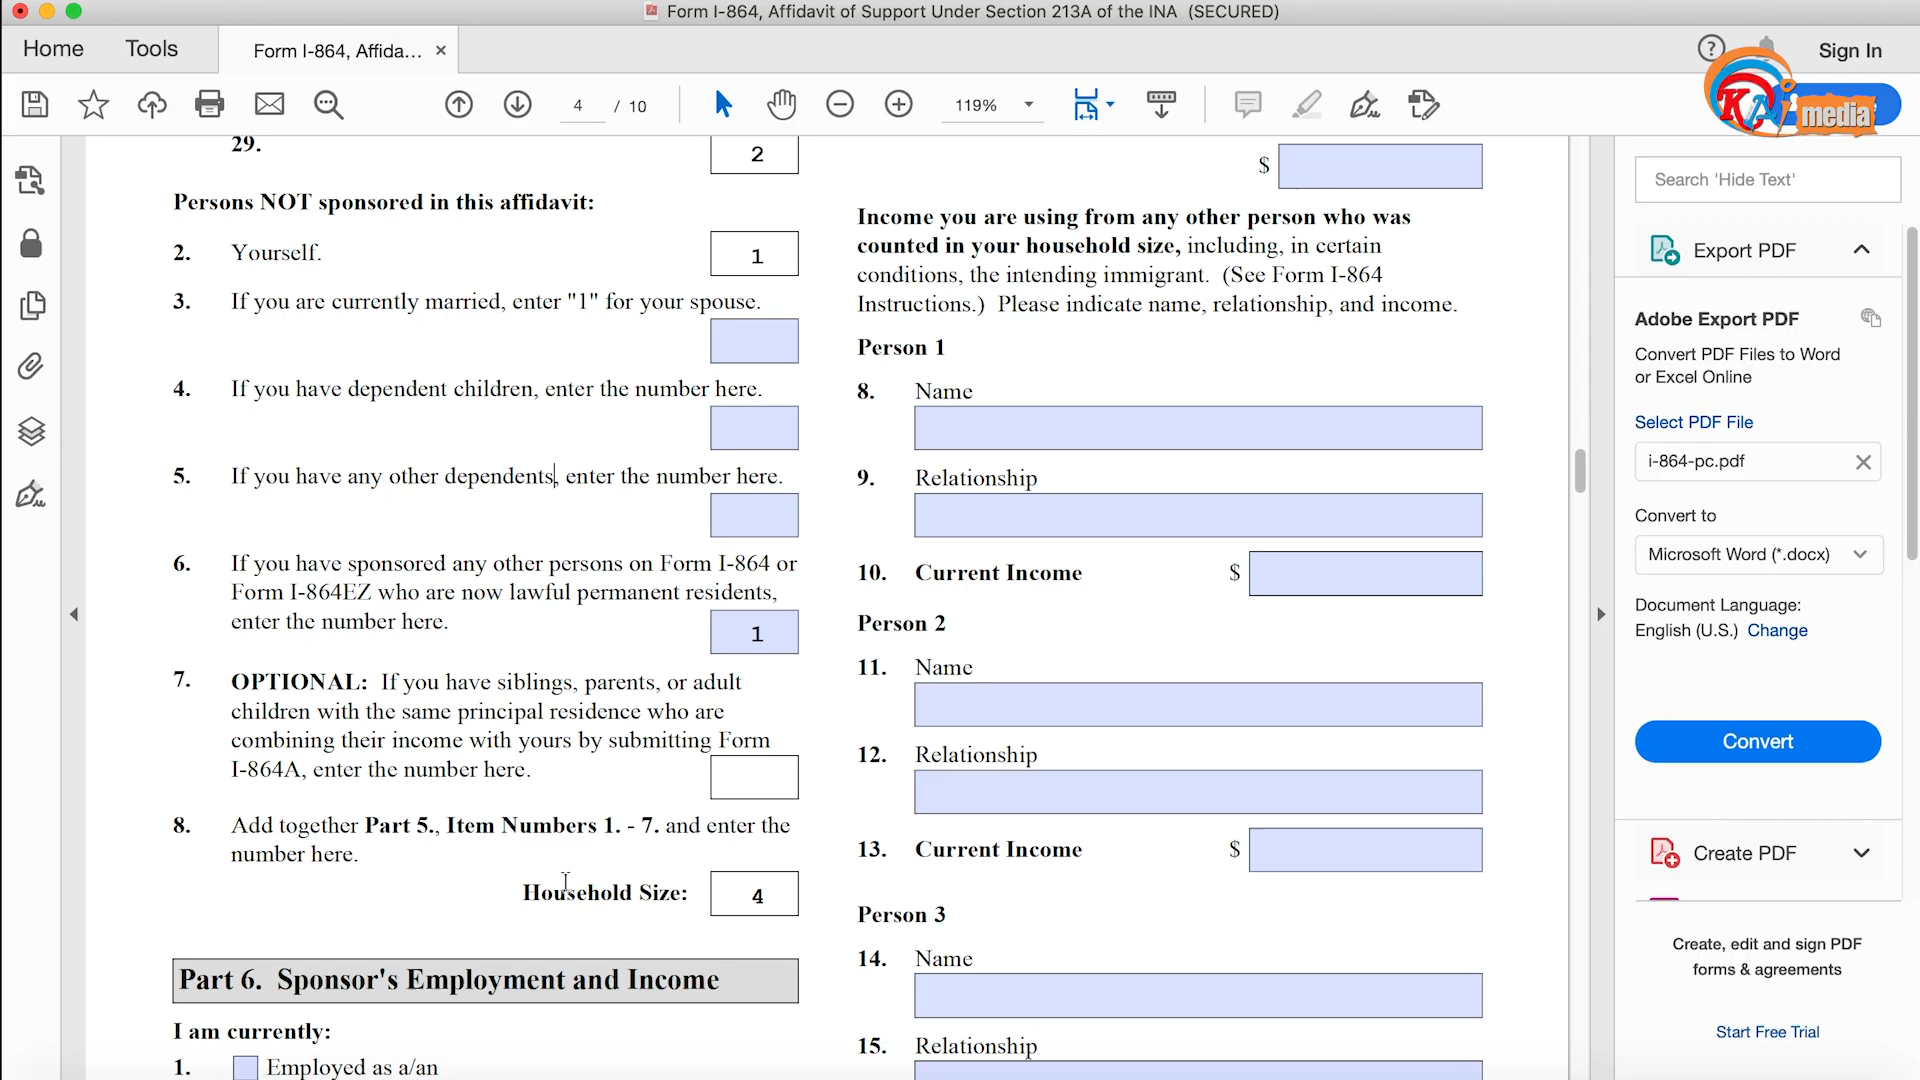 Form I-864, Affidavit of Support Under Section 213A of the INA (SECURED)
Home
Tools
Form I-864, Affida... ×
?
Sign In
4 / 10
119%
KAI media
29.
2
Persons NOT sponsored in this affidavit:
2. Yourself.
1
3. If you are currently married, enter "1" for your spouse.
4. If you have dependent children, enter the number here.
5. If you have any other dependents, enter the number here.
6. If you have sponsored any other persons on Form I-864 or
Form I-864EZ who are now lawful permanent residents,
enter the number here.
1
7. OPTIONAL: If you have siblings, parents, or adult
children with the same principal residence who are
combining their income with yours by submitting Form
I-864A, enter the number here.
8. Add together Part 5., Item Numbers 1. - 7. and enter the
number here.
Household Size: 4
Part 6. Sponsor's Employment and Income
I am currently:
1. Employed as a/an
$
Income you are using from any other person who was
counted in your household size, including, in certain
conditions, the intending immigrant. (See Form I-864
Instructions.) Please indicate name, relationship, and income.
Person 1
8. Name
9. Relationship
10. Current Income $
Person 2
11. Name
12. Relationship
13. Current Income $
Person 3
14. Name
15. Relationship
Search 'Hide Text'
Export PDF
Adobe Export PDF
Convert PDF Files to Word
or Excel Online
Select PDF File
i-864-pc.pdf
Convert to
Microsoft Word (*.docx)
Document Language:
English (U.S.) Change
Convert
Create PDF
Create, edit and sign PDF
forms & agreements
Start Free Trial